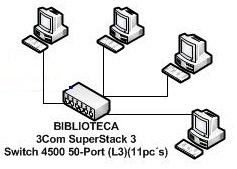 BIBLIOTECA
3Com SuperStack 3
Switch 4500 50-Port (L3)(11pc´s)